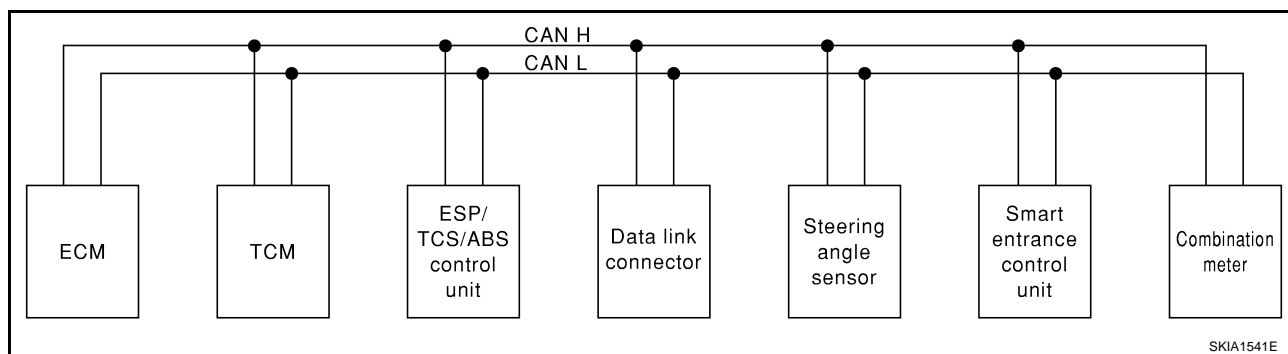 CAN H
CAN L
ECM
TCM
ESP/
TCS/ABS
control
unit
Data link
connector
Steering
angle
sensor
Smart
entrance
control
unit
Combination
meter
SKIA1541E